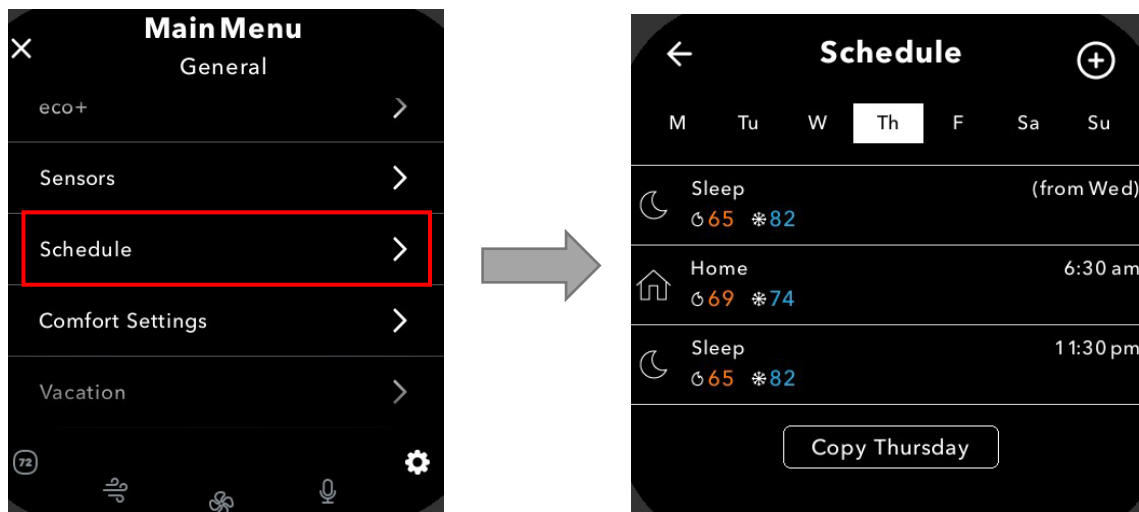 Main Menu
General
eco+
Sensors
Schedule
Comfort Settings
Vacation
72
Schedule
M Tu W Th F Sa Su
Sleep (from Wed)
65 82
Home 6:30 am
69 74
Sleep 11:30 pm
65 82
Copy Thursday